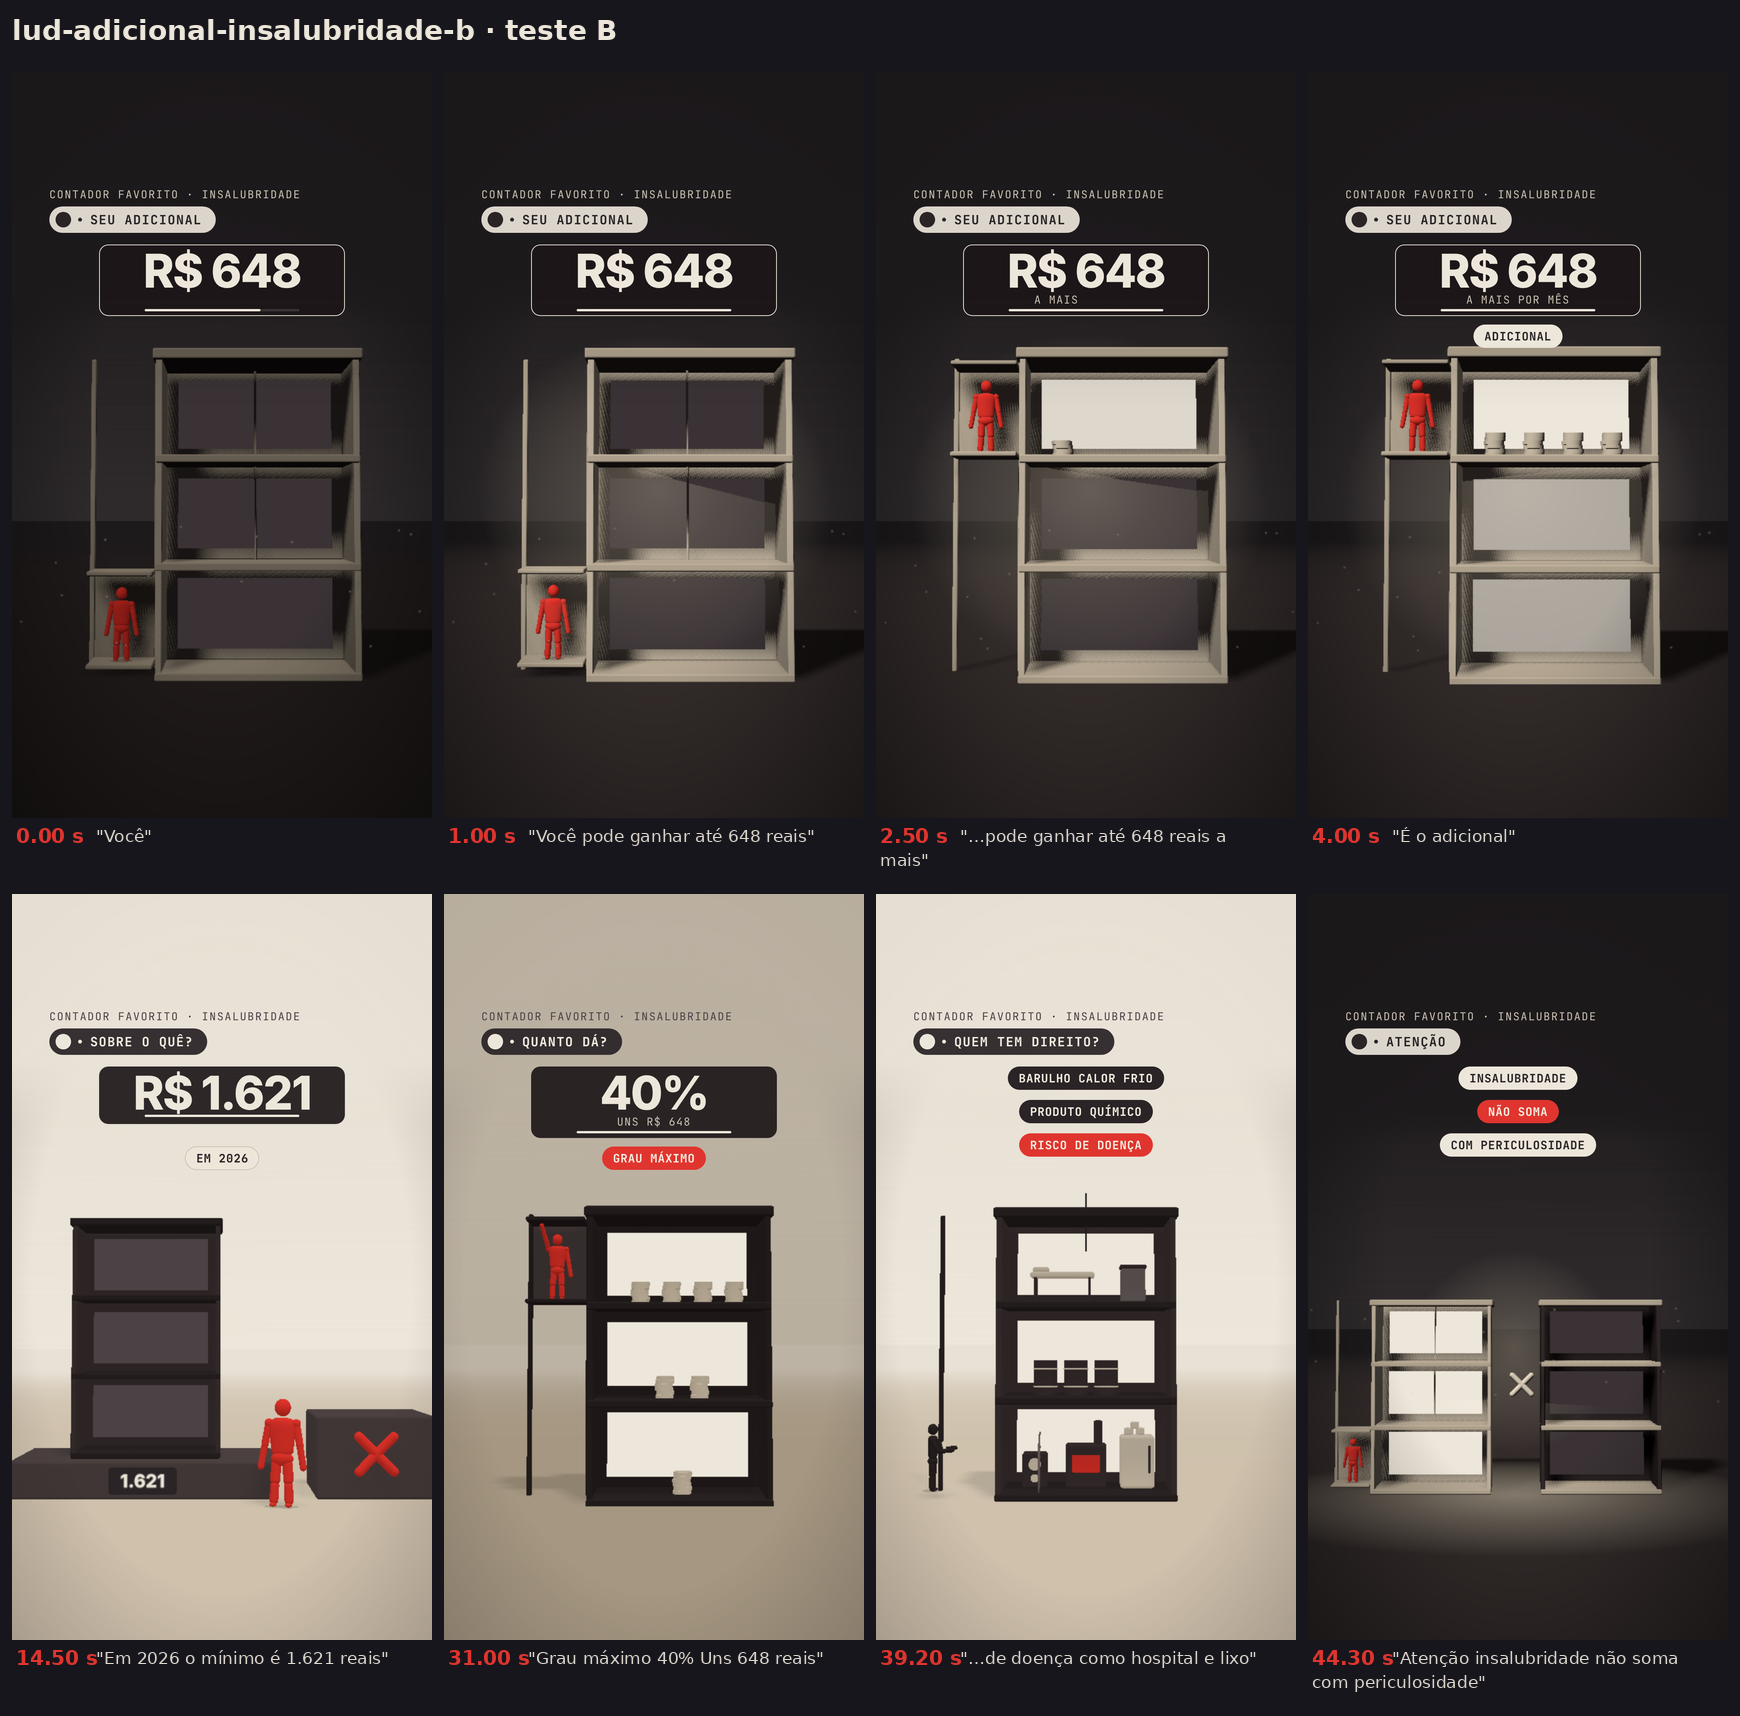 lud-adicional-insalubridade-b · teste B
CONTADOR FAVORITO · INSALUBRIDADE
• SEU ADICIONAL
R$ 648
0.00 s "Você"
CONTADOR FAVORITO · INSALUBRIDADE
• SEU ADICIONAL
R$ 648
1.00 s "Você pode ganhar até 648 reais"
CONTADOR FAVORITO · INSALUBRIDADE
• SEU ADICIONAL
R$ 648
A MAIS
2.50 s "...pode ganhar até 648 reais a
mais"
CONTADOR FAVORITO · INSALUBRIDADE
• SEU ADICIONAL
R$ 648
A MAIS POR MÊS
ADICIONAL
4.00 s "É o adicional"
CONTADOR FAVORITO · INSALUBRIDADE
• SOBRE O QUÊ?
R$ 1.621
EM 2026
1.621
14.50 s "Em 2026 o mínimo é 1.621 reais"
CONTADOR FAVORITO · INSALUBRIDADE
• QUANTO DÁ?
40%
UNS R$ 648
GRAU MÁXIMO
31.00 s "Grau máximo 40% Uns 648 reais"
CONTADOR FAVORITO · INSALUBRIDADE
• QUEM TEM DIREITO?
BARULHO CALOR FRIO
PRODUTO QUÍMICO
RISCO DE DOENÇA
39.20 s "...de doença como hospital e lixo"
CONTADOR FAVORITO · INSALUBRIDADE
• ATENÇÃO
INSALUBRIDADE
NÃO SOMA
COM PERICULOSIDADE
44.30 s "Atenção insalubridade não soma
com periculosidade"